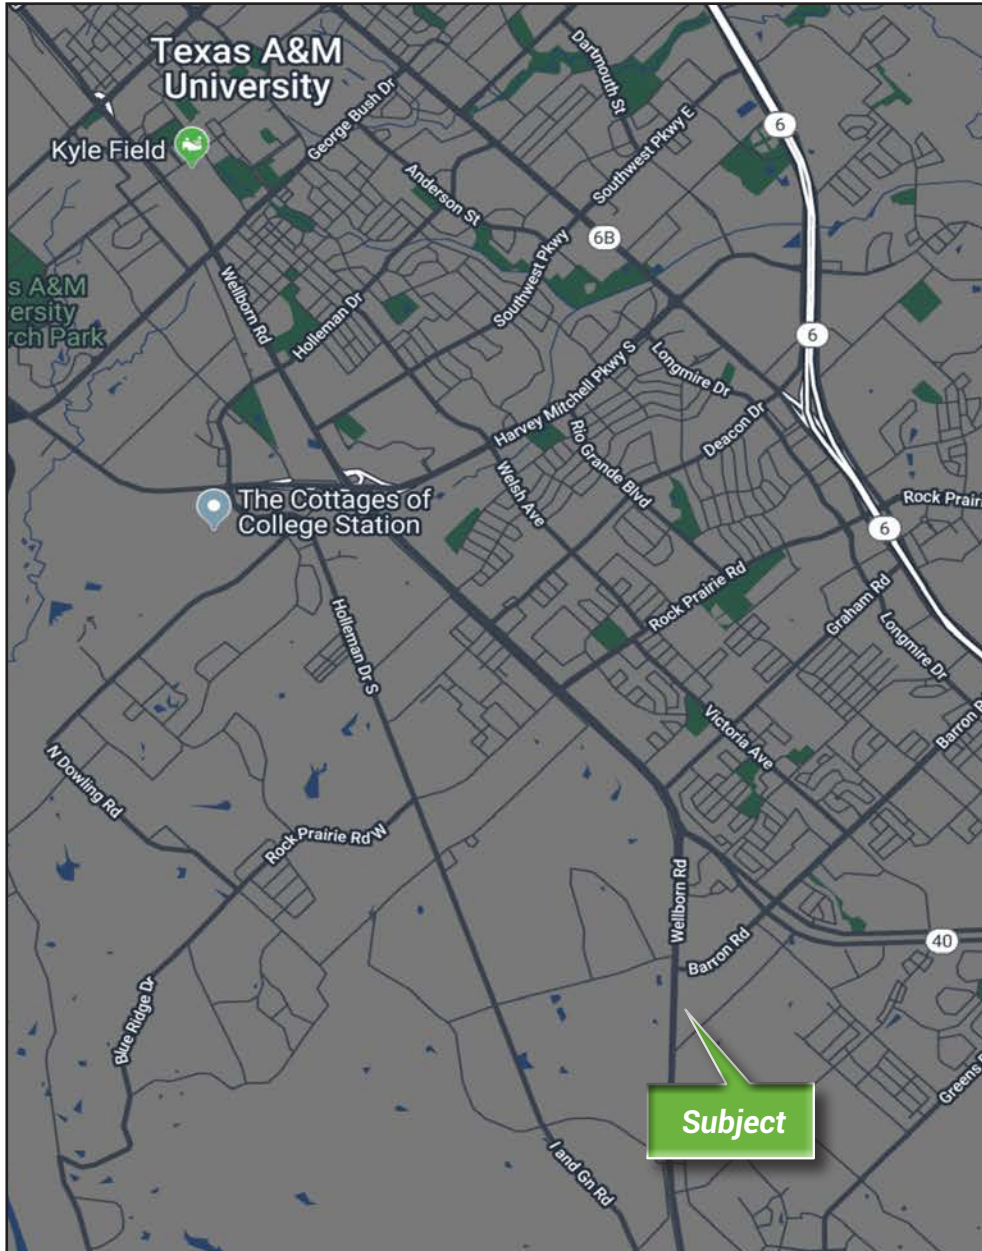 Texas A&M
University
Kyle Field
George Bush Dr
Dartmouth St
Southwest Pkwy E
6
Anderson St
6B
Southwest Pkwy
Wellborn Rd
s A&M
ersity
rch Park
Holleman Dr
6
Longmire Dr
Harvey Mitchell Pkwy S
Deacon Dr
Rio Grande Blvd
Welsh Ave
The Cottages of
College Station
Rock Prairi
6
Rock Prairie Rd
Graham Rd
Longmire Dr
Holleman Dr S
Victoria Ave
Barron R
N Dowling Rd
Rock Prairie Rd W
Wellborn Rd
Barron Rd
40
Blue Ridge Dr
Greens
Subject
I and Gn Rd